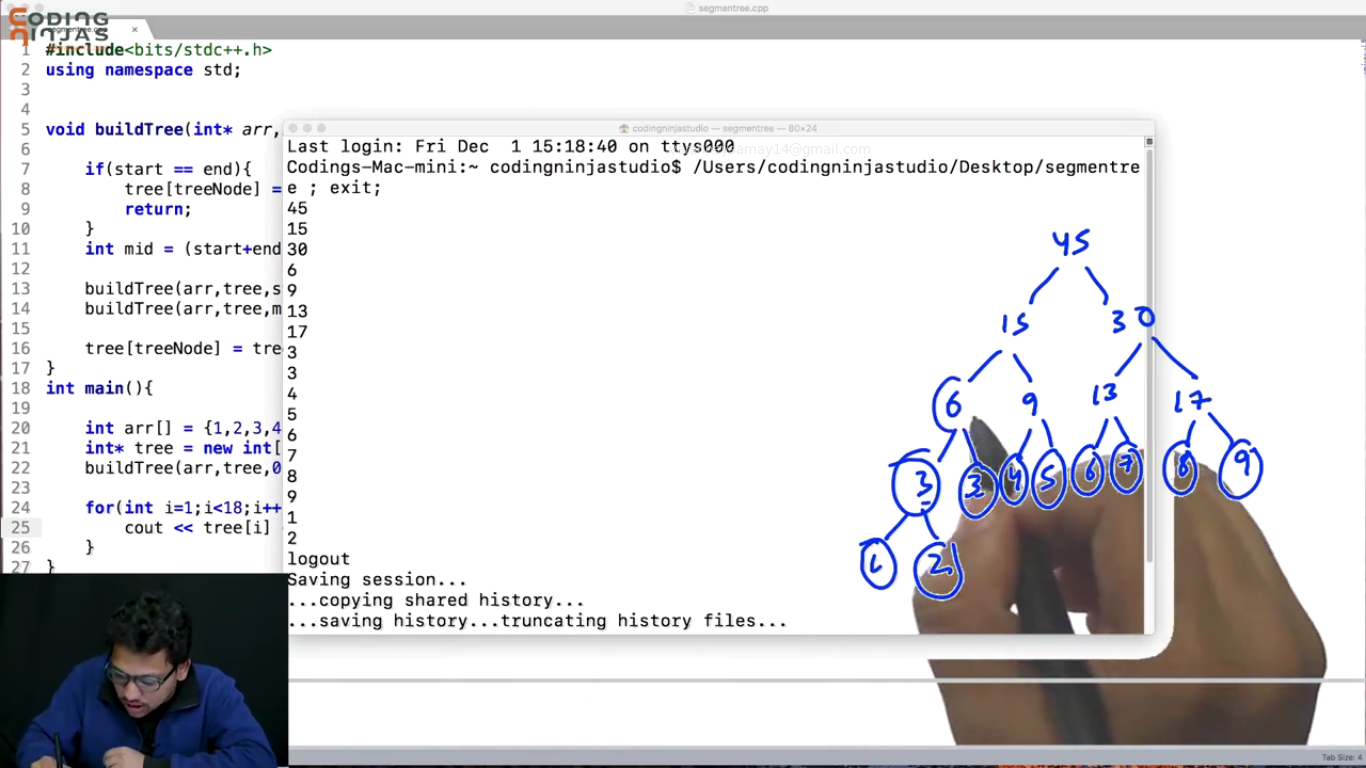 segmentree.cpp
CODING
NINJAS
segmentree.cpp ×
1 #include<bits/stdc++.h>
2 using namespace std;
3
4
5 void buildTree(int* arr,
6
7 if(start == end){
8 tree[treeNode] =
9 return;
10 }
11 int mid = (start+end
12
13 buildTree(arr,tree,s
14 buildTree(arr,tree,m
15
16 tree[treeNode] = tre
17 }
18 int main(){
19
20 int arr[] = {1,2,3,4
21 int* tree = new int[
22 buildTree(arr,tree,0
23
24 for(int i=1;i<18;i++
25 cout << tree[i]
26 }
27 }
codingninjastudio — segmentree — 80×24
Last login: Fri Dec 1 15:18:40 on ttys000
Codings-Mac-mini:~ codingninjastudio$ /Users/codingninjastudio/Desktop/segmentre
e ; exit;
45
15
30
6
9
13
17
3
3
4
5
6
7
8
9
1
2
logout
Saving session...
...copying shared history...
...saving history...truncating history files...
45
15 30
6 9 13 17
3 3 4 5 6 7 8 9
1 2
Tab Size: 4